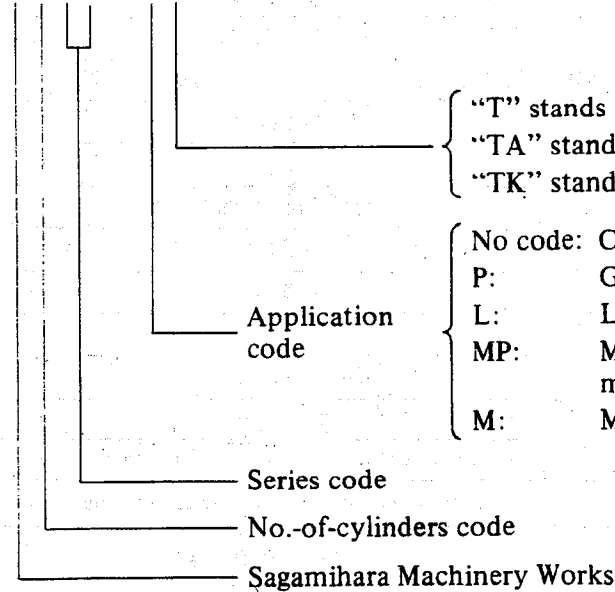 “T” stands
“TA” stand
“TK” stand
No code: C
P: G
L: L
MP: M
m
M: M
Application
code
Series code
No.-of-cylinders code
Sagamihara Machinery Works